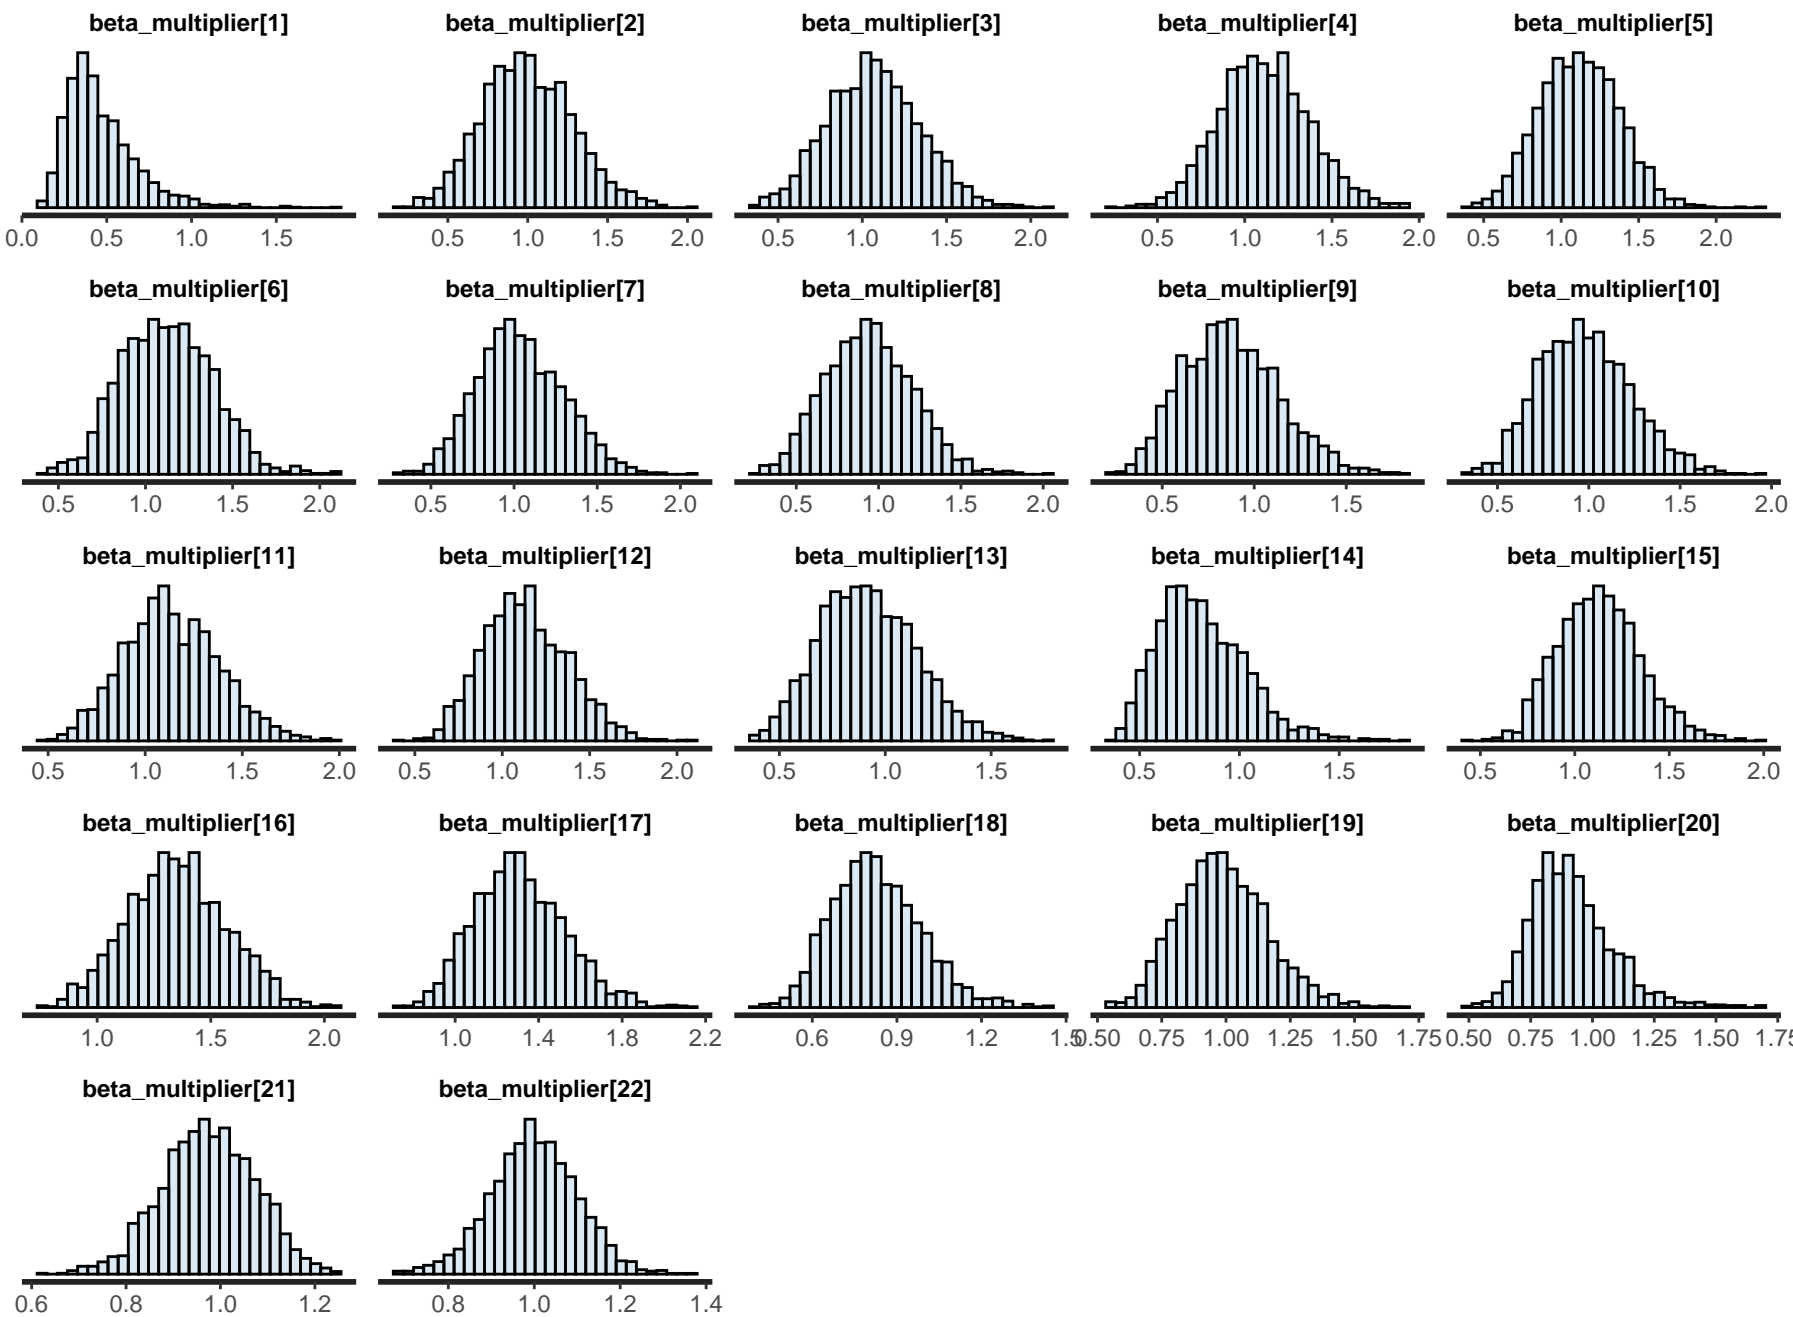 beta_multiplier[1] beta_multiplier[2] beta_multiplier[3] beta_multiplier[4] beta_multiplier[5]
0.0 0.5 1.0 1.5 0.5 1.0 1.5 2.0 0.5 1.0 1.5 2.0 0.5 1.0 1.5 2.0 0.5 1.0 1.5 2.0
beta_multiplier[6] beta_multiplier[7] beta_multiplier[8] beta_multiplier[9] beta_multiplier[10]
0.5 1.0 1.5 2.0 0.5 1.0 1.5 2.0 0.5 1.0 1.5 2.0 0.5 1.0 1.5 0.5 1.0 1.5 2.0
beta_multiplier[11] beta_multiplier[12] beta_multiplier[13] beta_multiplier[14] beta_multiplier[15]
0.5 1.0 1.5 2.0 0.5 1.0 1.5 2.0 0.5 1.0 1.5 0.5 1.0 1.5 0.5 1.0 1.5 2.0
beta_multiplier[16] beta_multiplier[17] beta_multiplier[18] beta_multiplier[19] beta_multiplier[20]
1.0 1.5 2.0 1.0 1.4 1.8 2.2 0.6 0.9 1.2 1.5 0.50 0.75 1.00 1.25 1.50 1.75 0.50 0.75 1.00 1.25 1.50 1.75
beta_multiplier[21] beta_multiplier[22]
0.6 0.8 1.0 1.2 0.8 1.0 1.2 1.4